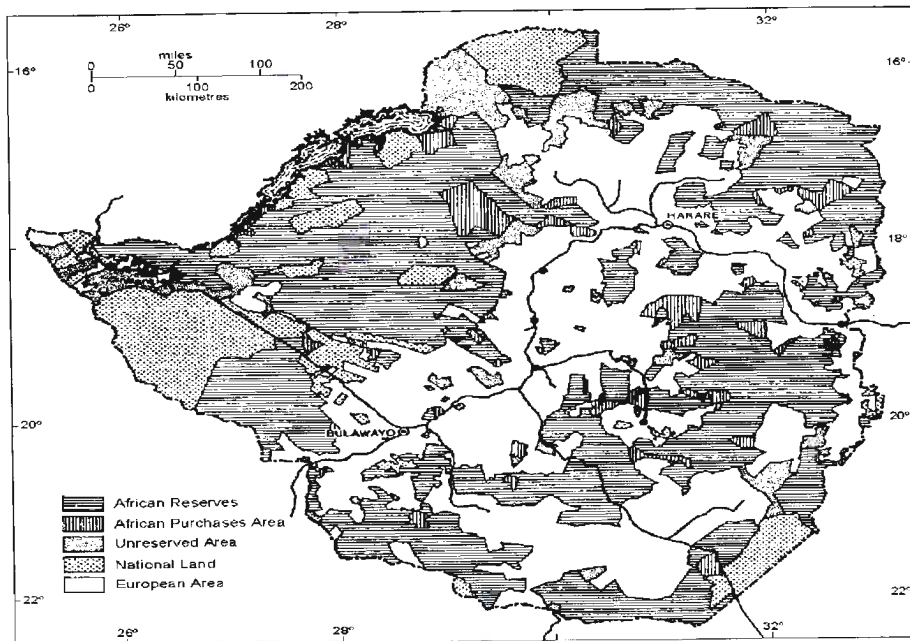 26° 28° 32°
16° 16°
miles
0 50 100
0 100 200
kilometres
HARARE
18° 18°
20° 20°
BULAWAYO
African Reserves
African Purchases Area
Unreserved Area
National Land
European Area
22° 22°
26° 28° 32°